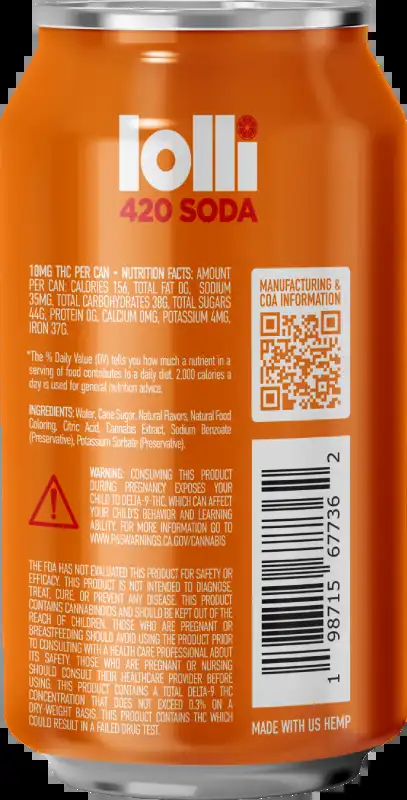 lolli
420 SODA
10MG THC PER CAN • NUTRITION FACTS: AMOUNT
PER CAN: CALORIES 156, TOTAL FAT 0G, SODIUM
35MG, TOTAL CARBOHYDRATES 38G, TOTAL SUGARS
44G, PROTEIN 0G, CALCIUM 0MG, POTASSIUM 4MG,
IRON 37G.
*The % Daily Value (DV) tells you how much a nutrient in a
serving of food contributes to a daily diet. 2,000 calories a
day is used for general nutrition advice.
INGREDIENTS: Water, Cane Sugar, Natural Flavors, Natural Food
Coloring, Citric Acid, Cannabis Extract, Sodium Benzoate
(Preservative), Potassium Sorbate (Preservative).
WARNING: CONSUMING THIS PRODUCT
DURING PREGNANCY EXPOSES YOUR
CHILD TO DELTA-9-THC, WHICH CAN AFFECT
YOUR CHILD'S BEHAVIOR AND LEARNING
ABILITY. FOR MORE INFORMATION GO TO
WWW.P65WARNINGS.CA.GOV/CANNABIS
THE FDA HAS NOT EVALUATED THIS PRODUCT FOR SAFETY OR
EFFICACY. THIS PRODUCT IS NOT INTENDED TO DIAGNOSE,
TREAT, CURE, OR PREVENT ANY DISEASE. THIS PRODUCT
CONTAINS CANNABINOIDS AND SHOULD BE KEPT OUT OF THE
REACH OF CHILDREN. THOSE WHO ARE PREGNANT OR
BREASTFEEDING SHOULD AVOID USING THE PRODUCT PRIOR
TO CONSULTING WITH A HEALTH CARE PROFESSIONAL ABOUT
ITS SAFETY. THOSE WHO ARE PREGNANT OR NURSING
SHOULD CONSULT THEIR HEALTHCARE PROVIDER BEFORE
USING. THIS PRODUCT CONTAINS A TOTAL DELTA-9 THC
CONCENTRATION THAT DOES NOT EXCEED 0.3% ON A
DRY-WEIGHT BASIS. THIS PRODUCT CONTAINS THC WHICH
COULD RESULT IN A FAILED DRUG TEST.
MANUFACTURING &
COA INFORMATION
1 98715 67736 2
MADE WITH US HEMP